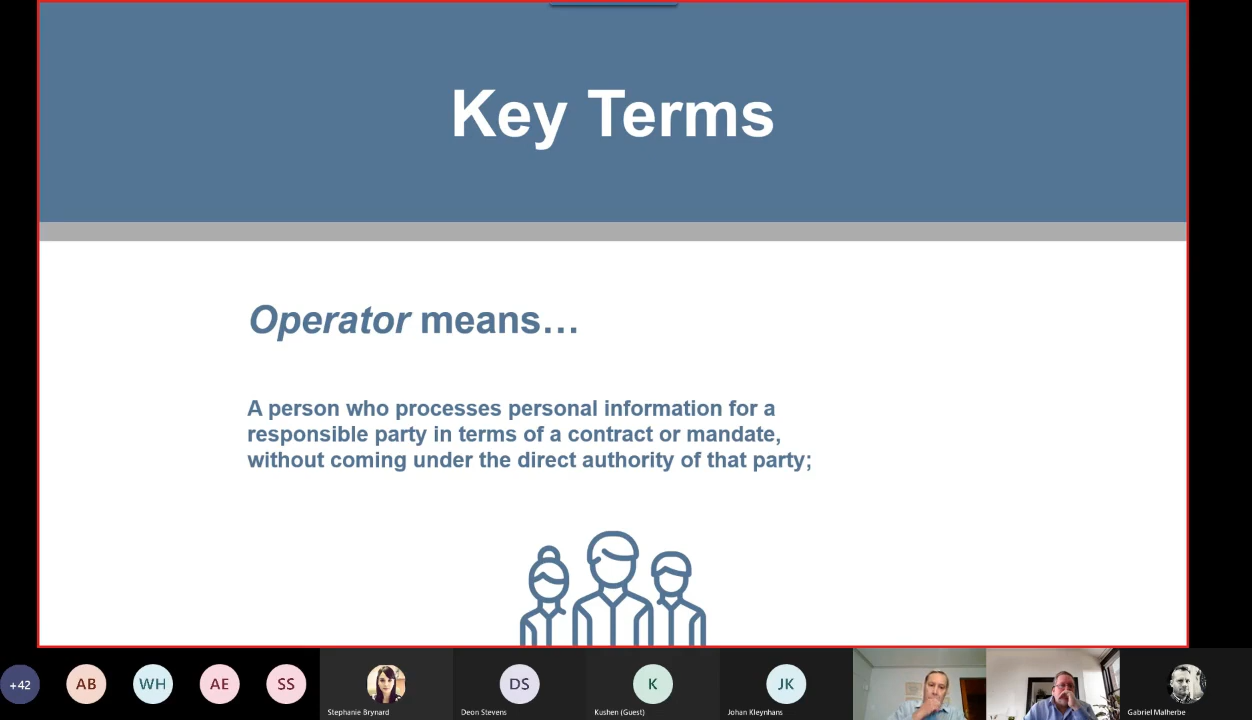 Key Terms
Operator means…
A person who processes personal information for a
responsible party in terms of a contract or mandate,
without coming under the direct authority of that party;
+42
AB
WH
AE
SS
DS
K
JK
Stephanie Brynard
Deon Stevens
Kushen (Guest)
Johan Kleynhans
Gabriel Malherbe